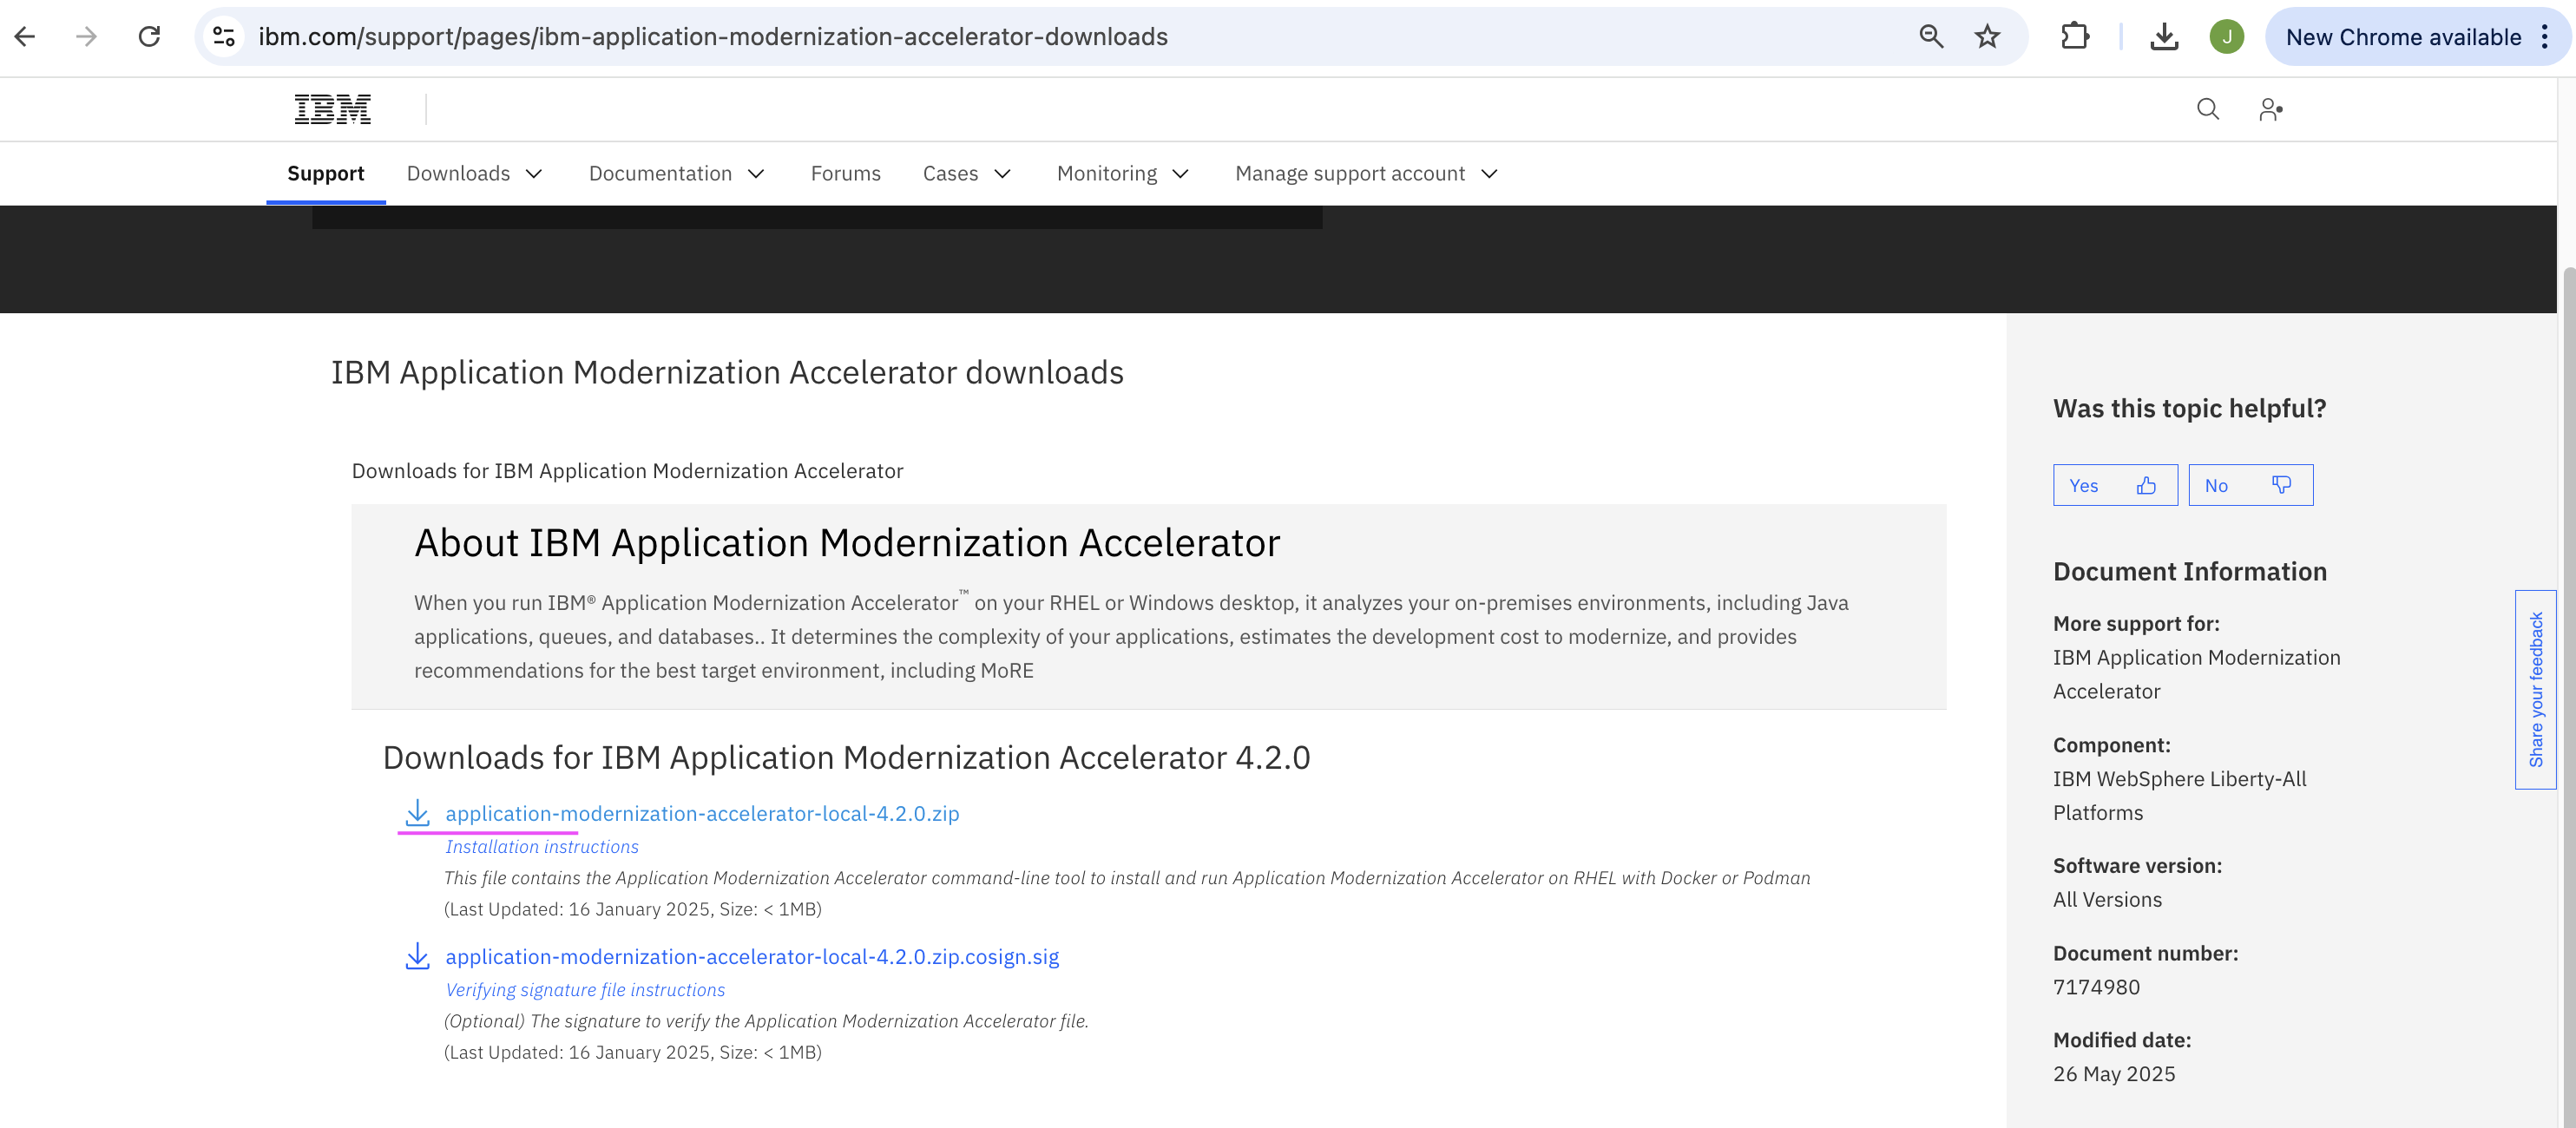 ibm.com/support/pages/ibm-application-modernization-accelerator-downloads
J
New Chrome available
IBM
Support
Downloads
Documentation
Forums
Cases
Monitoring
Manage support account
IBM Application Modernization Accelerator downloads
Downloads for IBM Application Modernization Accelerator
About IBM Application Modernization Accelerator
When you run IBM® Application Modernization Accelerator™ on your RHEL or Windows desktop, it analyzes your on-premises environments, including Java
applications, queues, and databases.. It determines the complexity of your applications, estimates the development cost to modernize, and provides
recommendations for the best target environment, including MoRE
Downloads for IBM Application Modernization Accelerator 4.2.0
application-modernization-accelerator-local-4.2.0.zip
Installation instructions
This file contains the Application Modernization Accelerator command-line tool to install and run Application Modernization Accelerator on RHEL with Docker or Podman
(Last Updated: 16 January 2025, Size: < 1MB)
application-modernization-accelerator-local-4.2.0.zip.cosign.sig
Verifying signature file instructions
(Optional) The signature to verify the Application Modernization Accelerator file.
(Last Updated: 16 January 2025, Size: < 1MB)
Was this topic helpful?
Yes
No
Document Information
More support for:
IBM Application Modernization
Accelerator
Component:
IBM WebSphere Liberty-All
Platforms
Software version:
All Versions
Document number:
7174980
Modified date:
26 May 2025
Share your feedback